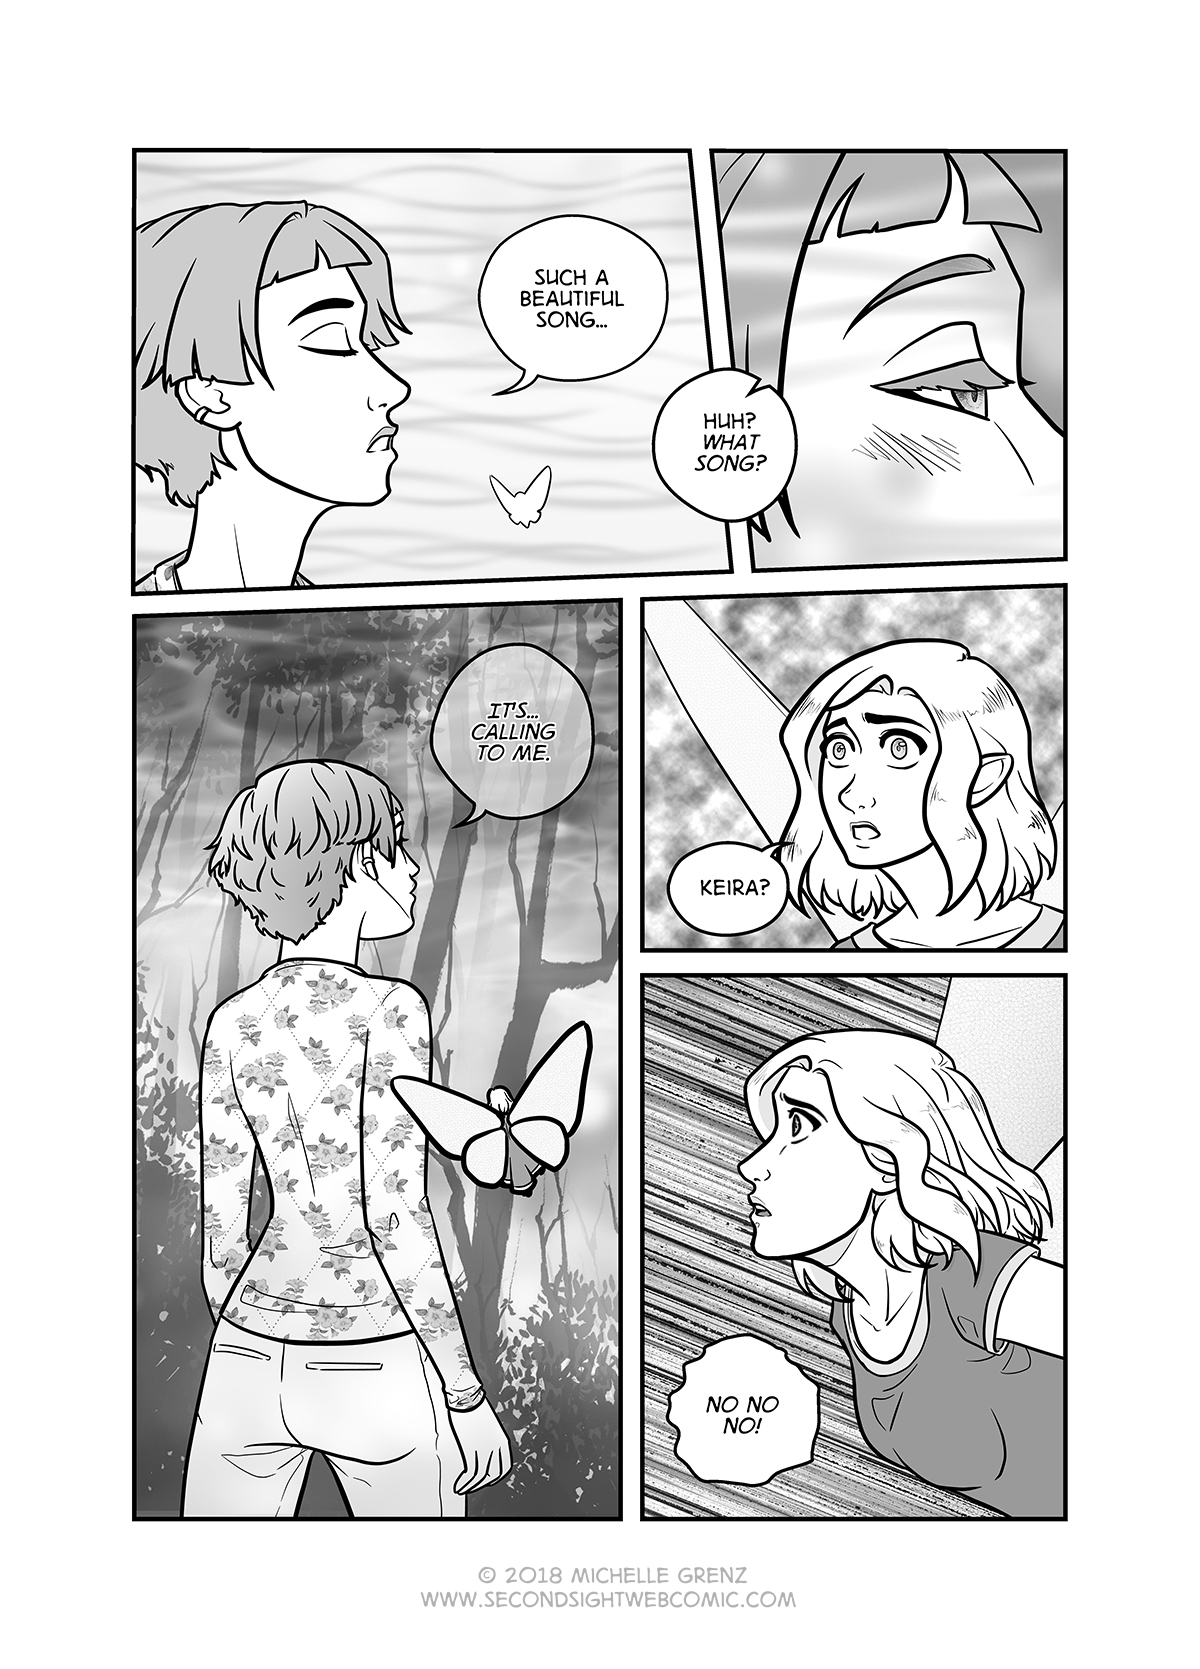 SUCH A
BEAUTIFUL
SONG...
HUH?
WHAT
SONG?
IT'S...
CALLING
TO ME.
KEIRA?
NO NO
NO!
© 2018 MICHELLE GRENZ
WWW.SECONDSIGHTWEBCOMIC.COM